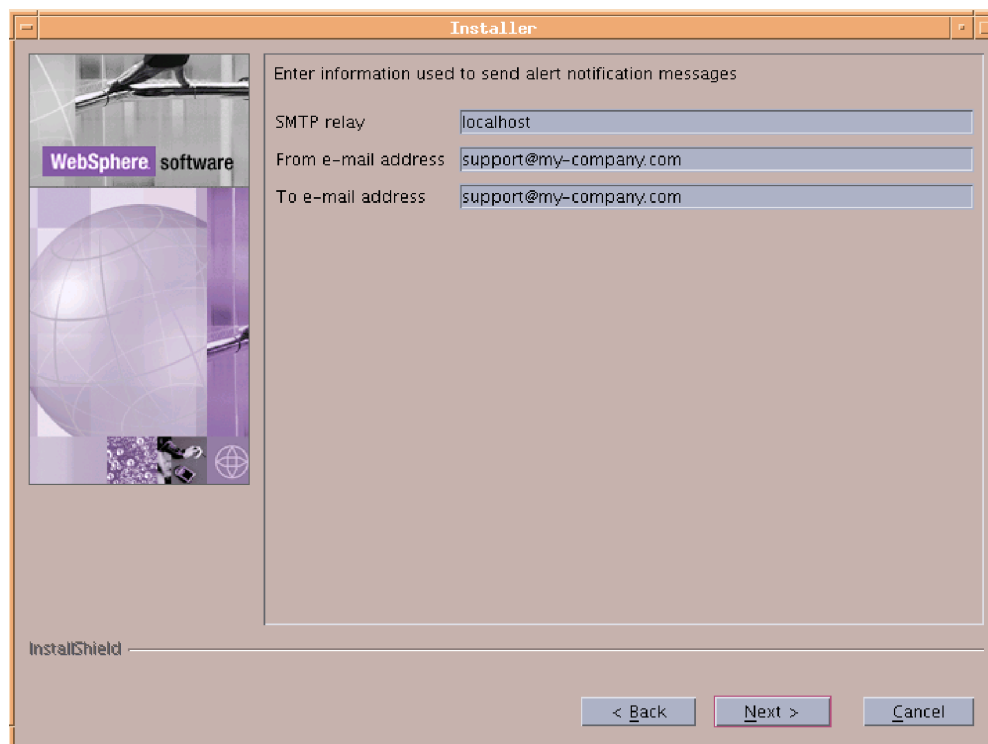 Installer
WebSphere software
Enter information used to send alert notification messages
SMTP relay localhost
From e-mail address support@my-company.com
To e-mail address support@my-company.com
InstallShield
< Back Next > Cancel